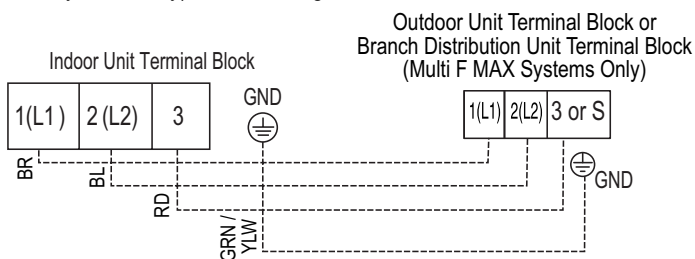 Outdoor Unit Terminal Block or
Branch Distribution Unit Terminal Block
(Multi F MAX Systems Only)
Indoor Unit Terminal Block
1(L1) 2 (L2) 3
GND
1(L1) 2(L2) 3 or S
GND
BR
BL
RD
GRN /
YLW